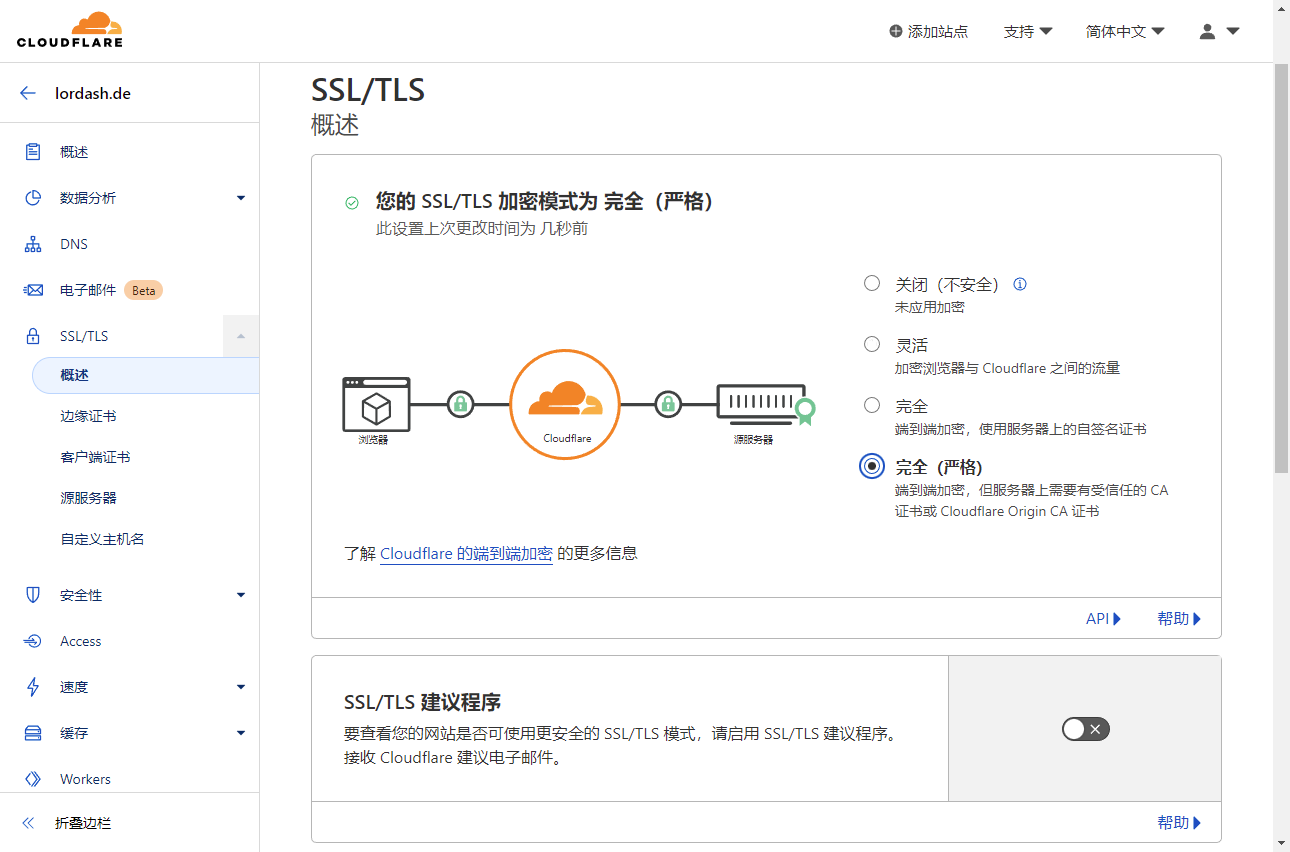 CLOUDFLARE
添加站点
支持
简体中文
lordash.de
概述
数据分析
DNS
电子邮件 Beta
SSL/TLS
概述
边缘证书
客户端证书
源服务器
自定义主机名
安全性
Access
速度
缓存
Workers
折叠边栏
SSL/TLS
概述
您的 SSL/TLS 加密模式为 完全（严格）
此设置上次更改时间为 几秒前
浏览器
Cloudflare
源服务器
关闭（不安全）
未应用加密
灵活
加密浏览器与 Cloudflare 之间的流量
完全
端到端加密，使用服务器上的自签名证书
完全（严格）
端到端加密，但服务器上需要有受信任的 CA
证书或 Cloudflare Origin CA 证书
了解 Cloudflare 的端到端加密 的更多信息
API
帮助
SSL/TLS 建议程序
要查看您的网站是否可使用更安全的 SSL/TLS 模式，请启用 SSL/TLS 建议程序。
接收 Cloudflare 建议电子邮件。
帮助